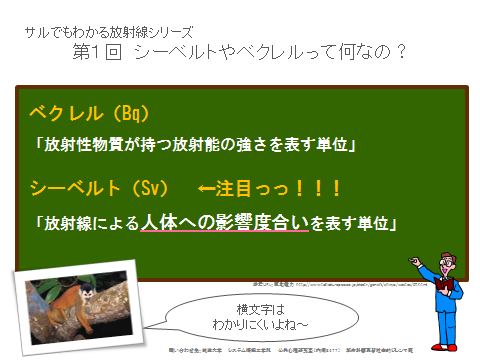 サルでもわかる放射線シリーズ
第1回 シーベルトやベクレルって何なの？
ベクレル（Bq）
「放射性物質が持つ放射能の強さを表す単位」
シーベルト（Sv） ←注目っっ！！！
「放射線による人体への影響度合いを表す単位」
横文字は
わかりにくいよね～